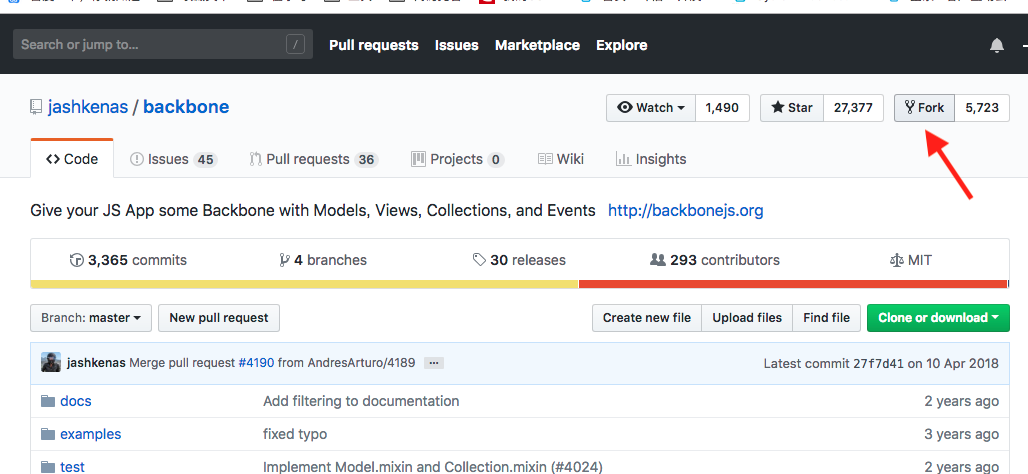 Search or jump to... /
Pull requests Issues Marketplace Explore
jashkenas / backbone
Watch 1,490 Star 27,377 Fork 5,723
Code Issues 45 Pull requests 36 Projects 0 Wiki Insights
Give your JS App some Backbone with Models, Views, Collections, and Events http://backbonejs.org
3,365 commits 4 branches 30 releases 293 contributors MIT
Branch: master New pull request Create new file Upload files Find file Clone or download
jashkenas Merge pull request #4190 from AndresArturo/4189 ... Latest commit 27f7d41 on 10 Apr 2018
docs Add filtering to documentation 2 years ago
examples fixed typo 3 years ago
test Implement Model.mixin and Collection.mixin (#4024) 2 years ago